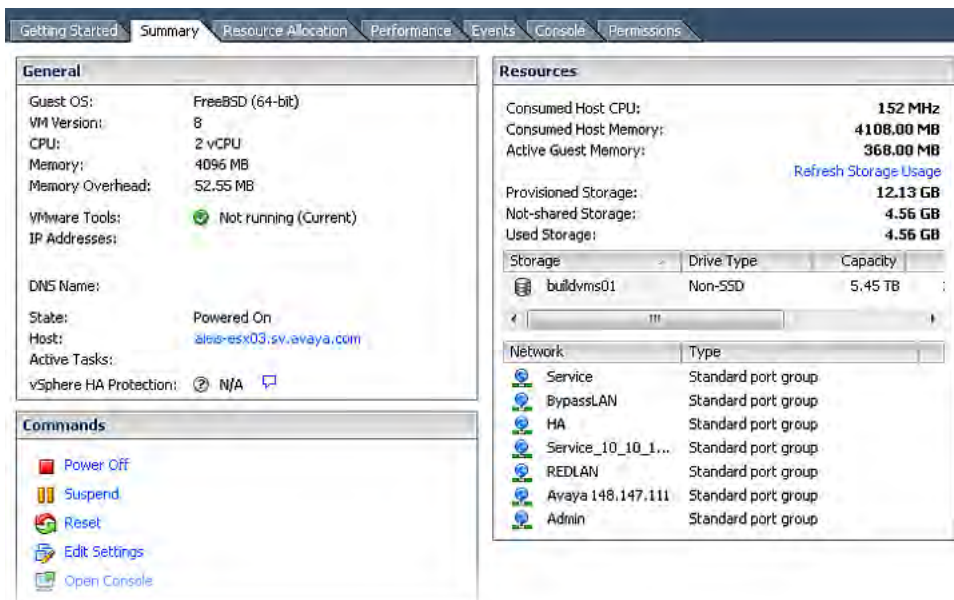 Getting Started Summary Resource Allocation Performance Events Console Permissions
General
Guest OS: FreeBSD (64-bit)
VM Version: 8
CPU: 2 vCPU
Memory: 4096 MB
Memory Overhead: 52.55 MB
VMware Tools: Not running (Current)
IP Addresses:
DNS Name:
State: Powered On
Host: -esx03.sv.avaya.com
Active Tasks:
vSphere HA Protection: N/A
Commands
Power Off
Suspend
Reset
Edit Settings
Open Console
Resources
Consumed Host CPU: 152 MHz
Consumed Host Memory: 4108.00 MB
Active Guest Memory: 368.00 MB
Refresh Storage Usage
Provisioned Storage: 12.13 GB
Not-shared Storage: 4.56 GB
Used Storage: 4.56 GB
Storage Drive Type Capacity
buildvms01 Non-SSD 5.45 TB
Network Type
Service Standard port group
BypassLAN Standard port group
HA Standard port group
Service_10_10_1... Standard port group
REDLAN Standard port group
Avaya 148.147.111 Standard port group
Admin Standard port group